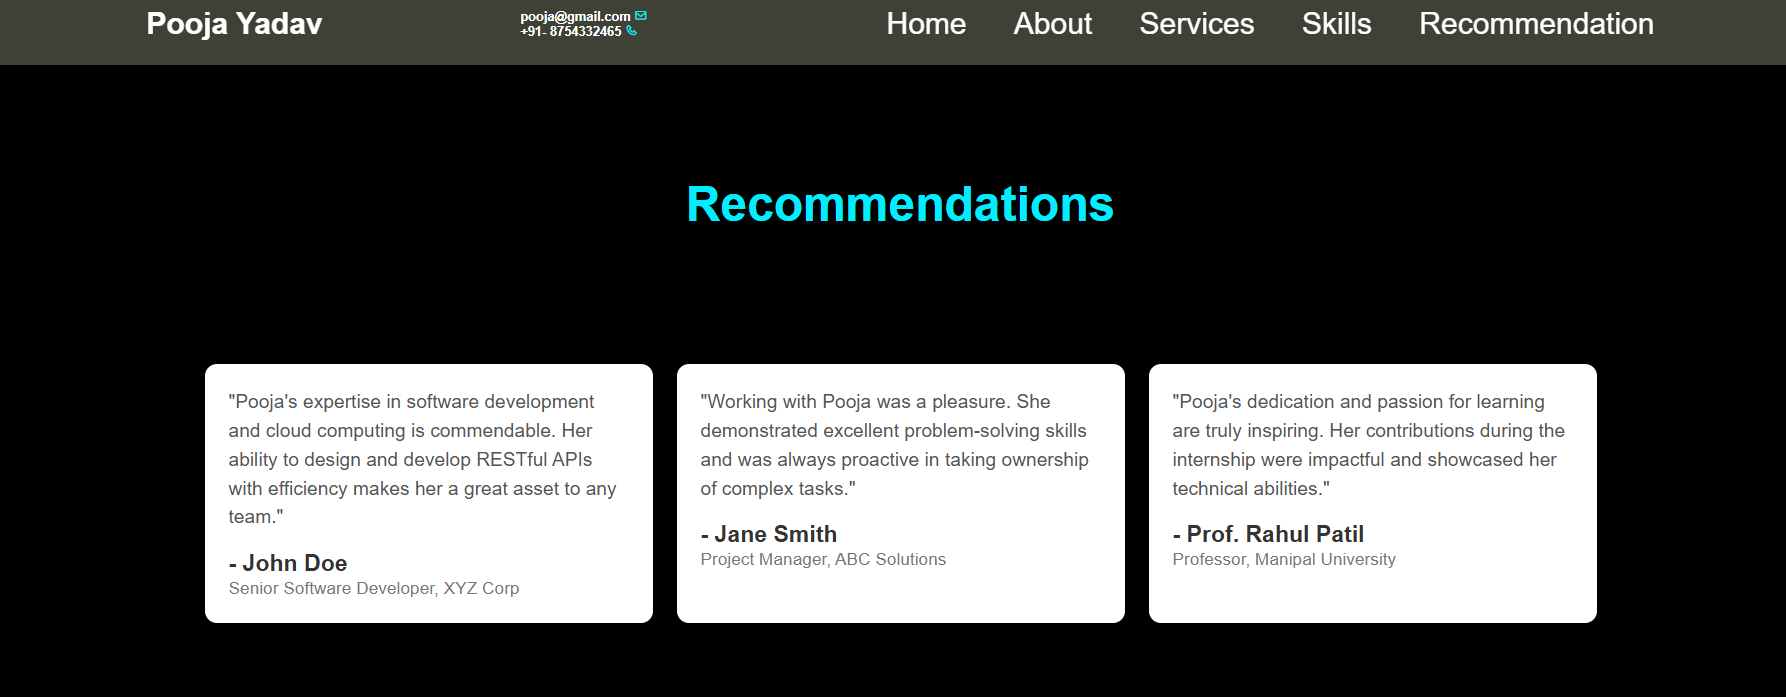 Pooja Yadav
pooja@gmail.com
+91- 8754332465
Home About Services Skills Recommendation
Recommendations
"Pooja's expertise in software development
and cloud computing is commendable. Her
ability to design and develop RESTful APIs
with efficiency makes her a great asset to any
team."
- John Doe
Senior Software Developer, XYZ Corp
"Working with Pooja was a pleasure. She
demonstrated excellent problem-solving skills
and was always proactive in taking ownership
of complex tasks."
- Jane Smith
Project Manager, ABC Solutions
"Pooja's dedication and passion for learning
are truly inspiring. Her contributions during the
internship were impactful and showcased her
technical abilities."
- Prof. Rahul Patil
Professor, Manipal University